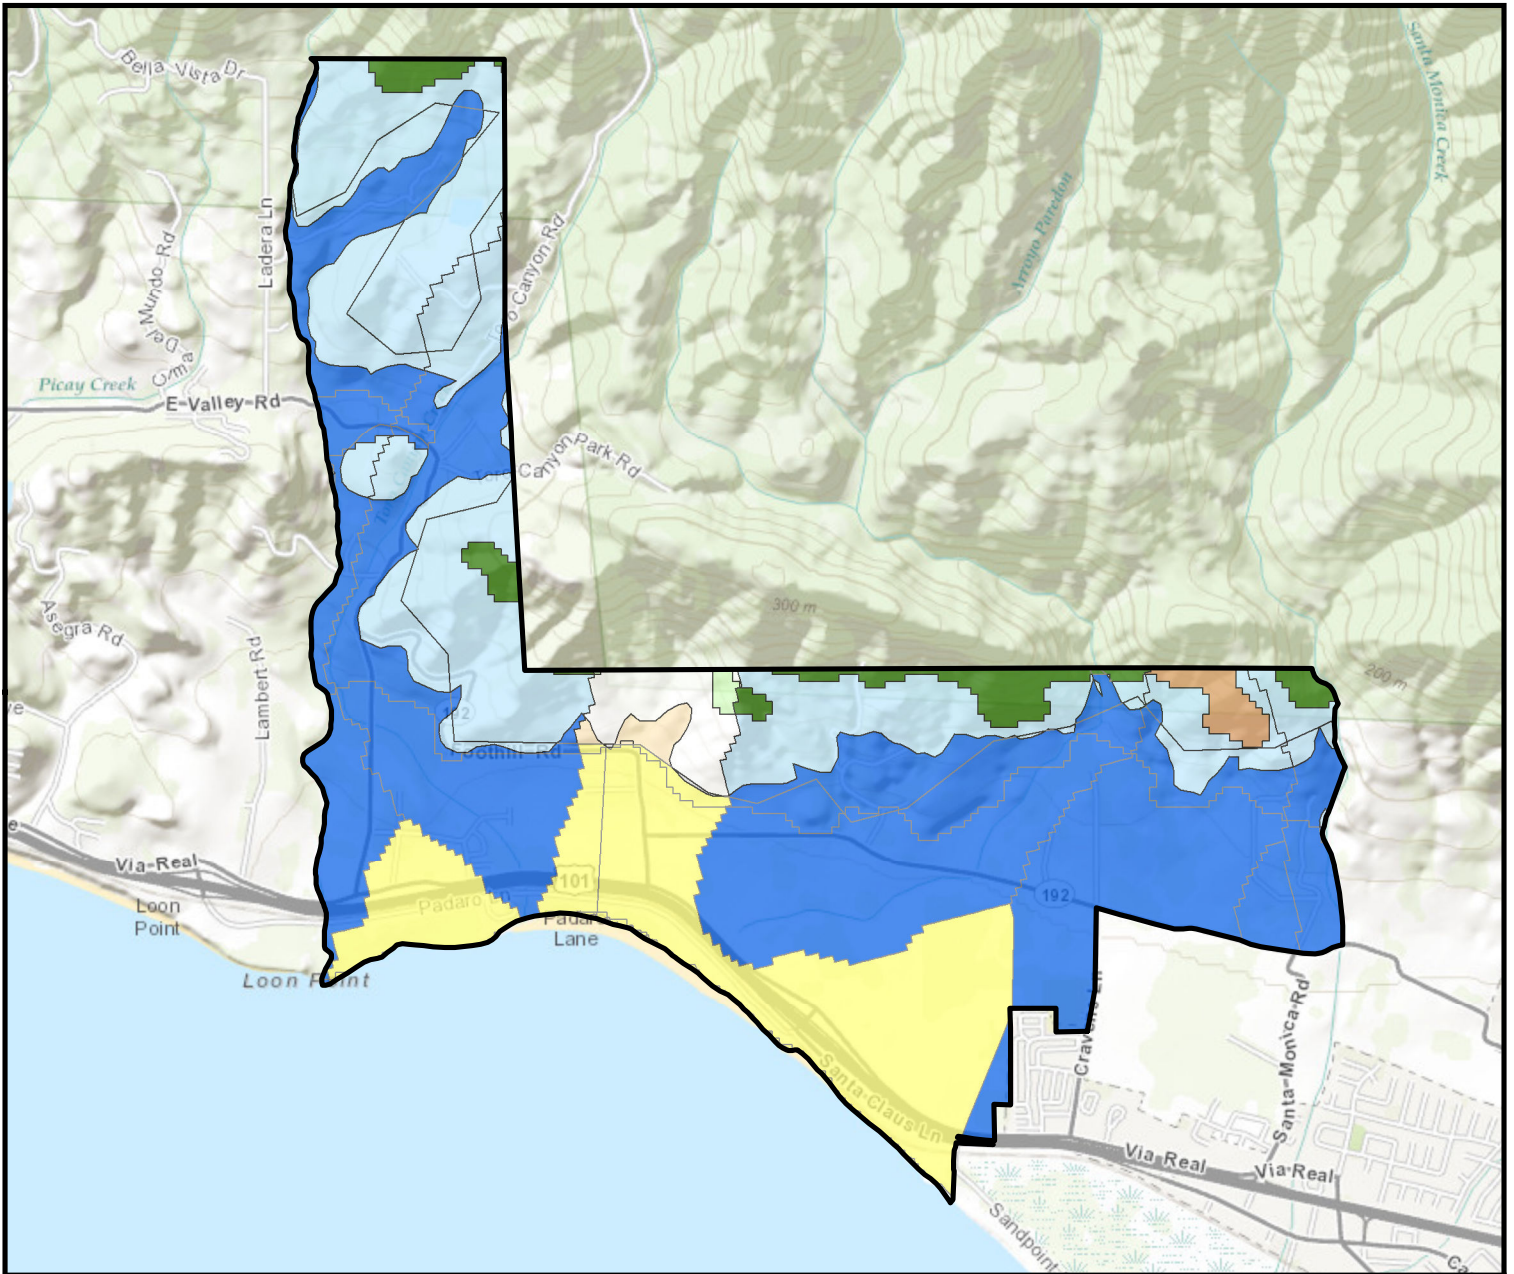 Bella Vista Dr
Santa Monica Creek
Ladera Ln
Cima Del Mundo Rd
Toro Canyon Rd
Arroyo Paredon
Picay Creek
E Valley Rd
Toro Canyon Park Rd
Asegra Rd
Lambert Rd
300 m
200 m
192
Foothill Rd
Via Real
Loon
Point
Padaro Ln
101
Padaro
Lane
192
Loon Point
Santa Claus Ln
Cravens Ln
Santa Monica Rd
Via Real
Via Real
Sandpoint
Ca